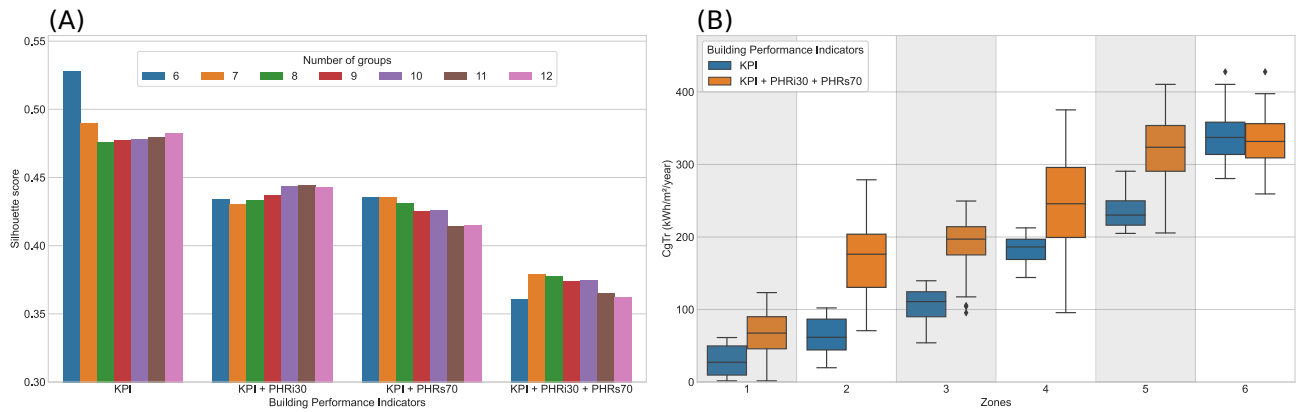 (A)
0.55
0.50
0.45
0.40
0.35
0.30
Silhouette score
Number of groups
6 7 8 9 10 11 12
KPI KPI + PHRi30 KPI + PHRs70 KPI + PHRi30 + PHRs70
Building Performance Indicators
(B)
Building Performance Indicators
KPI
KPI + PHRi30 + PHRs70
400
300
200
100
0
CgTr (kWh/m²/year)
1 2 3 4 5 6
Zones